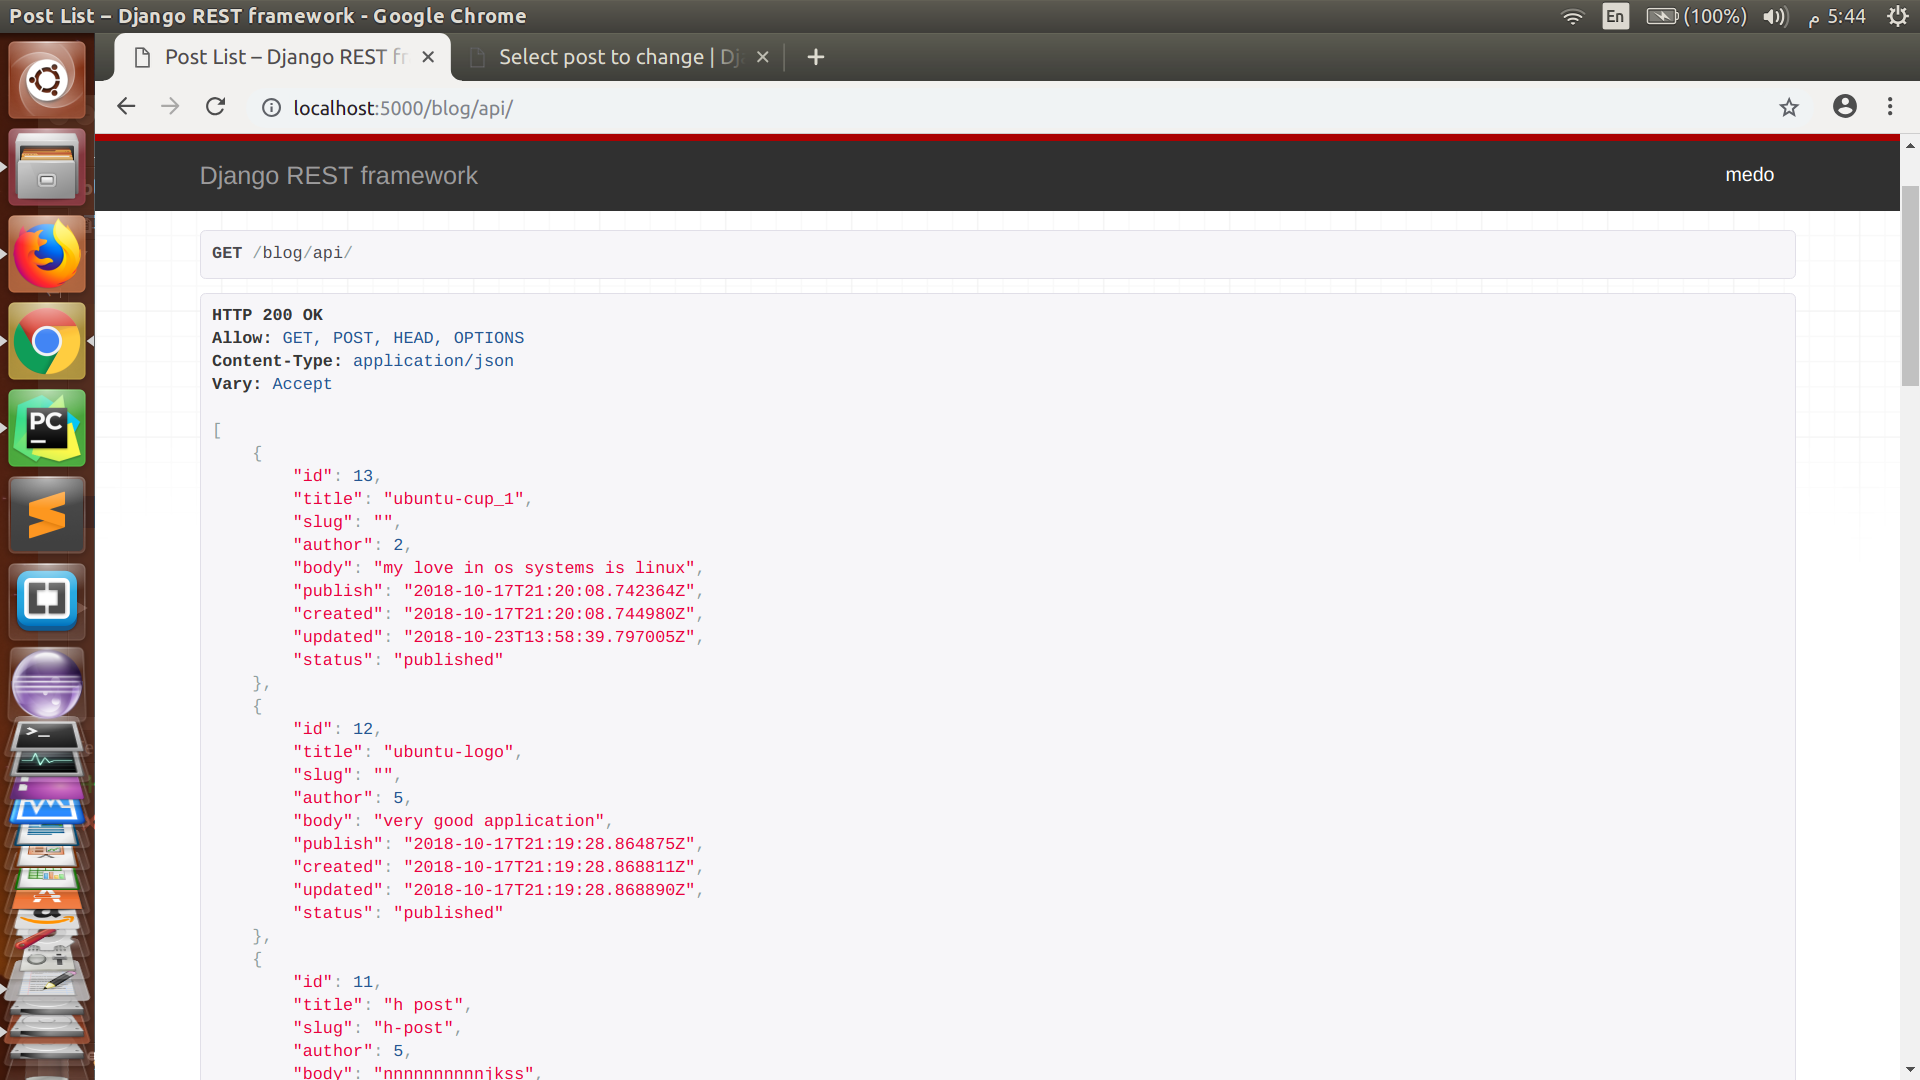 Post List – Django REST framework - Google Chrome
En (100%) 5:44 م
Post List – Django REST fr
Select post to change | Dj
localhost:5000/blog/api/
Django REST framework
medo
GET /blog/api/
HTTP 200 OK
Allow: GET, POST, HEAD, OPTIONS
Content-Type: application/json
Vary: Accept
[
{
"id": 13,
"title": "ubuntu-cup_1",
"slug": "",
"author": 2,
"body": "my love in os systems is linux",
"publish": "2018-10-17T21:20:08.742364Z",
"created": "2018-10-17T21:20:08.744980Z",
"updated": "2018-10-23T13:58:39.797005Z",
"status": "published"
},
{
"id": 12,
"title": "ubuntu-logo",
"slug": "",
"author": 5,
"body": "very good application",
"publish": "2018-10-17T21:19:28.864875Z",
"created": "2018-10-17T21:19:28.868811Z",
"updated": "2018-10-17T21:19:28.868890Z",
"status": "published"
},
{
"id": 11,
"title": "h post",
"slug": "h-post",
"author": 5,
"body": "nnnnnnnnnnjkss",
PC